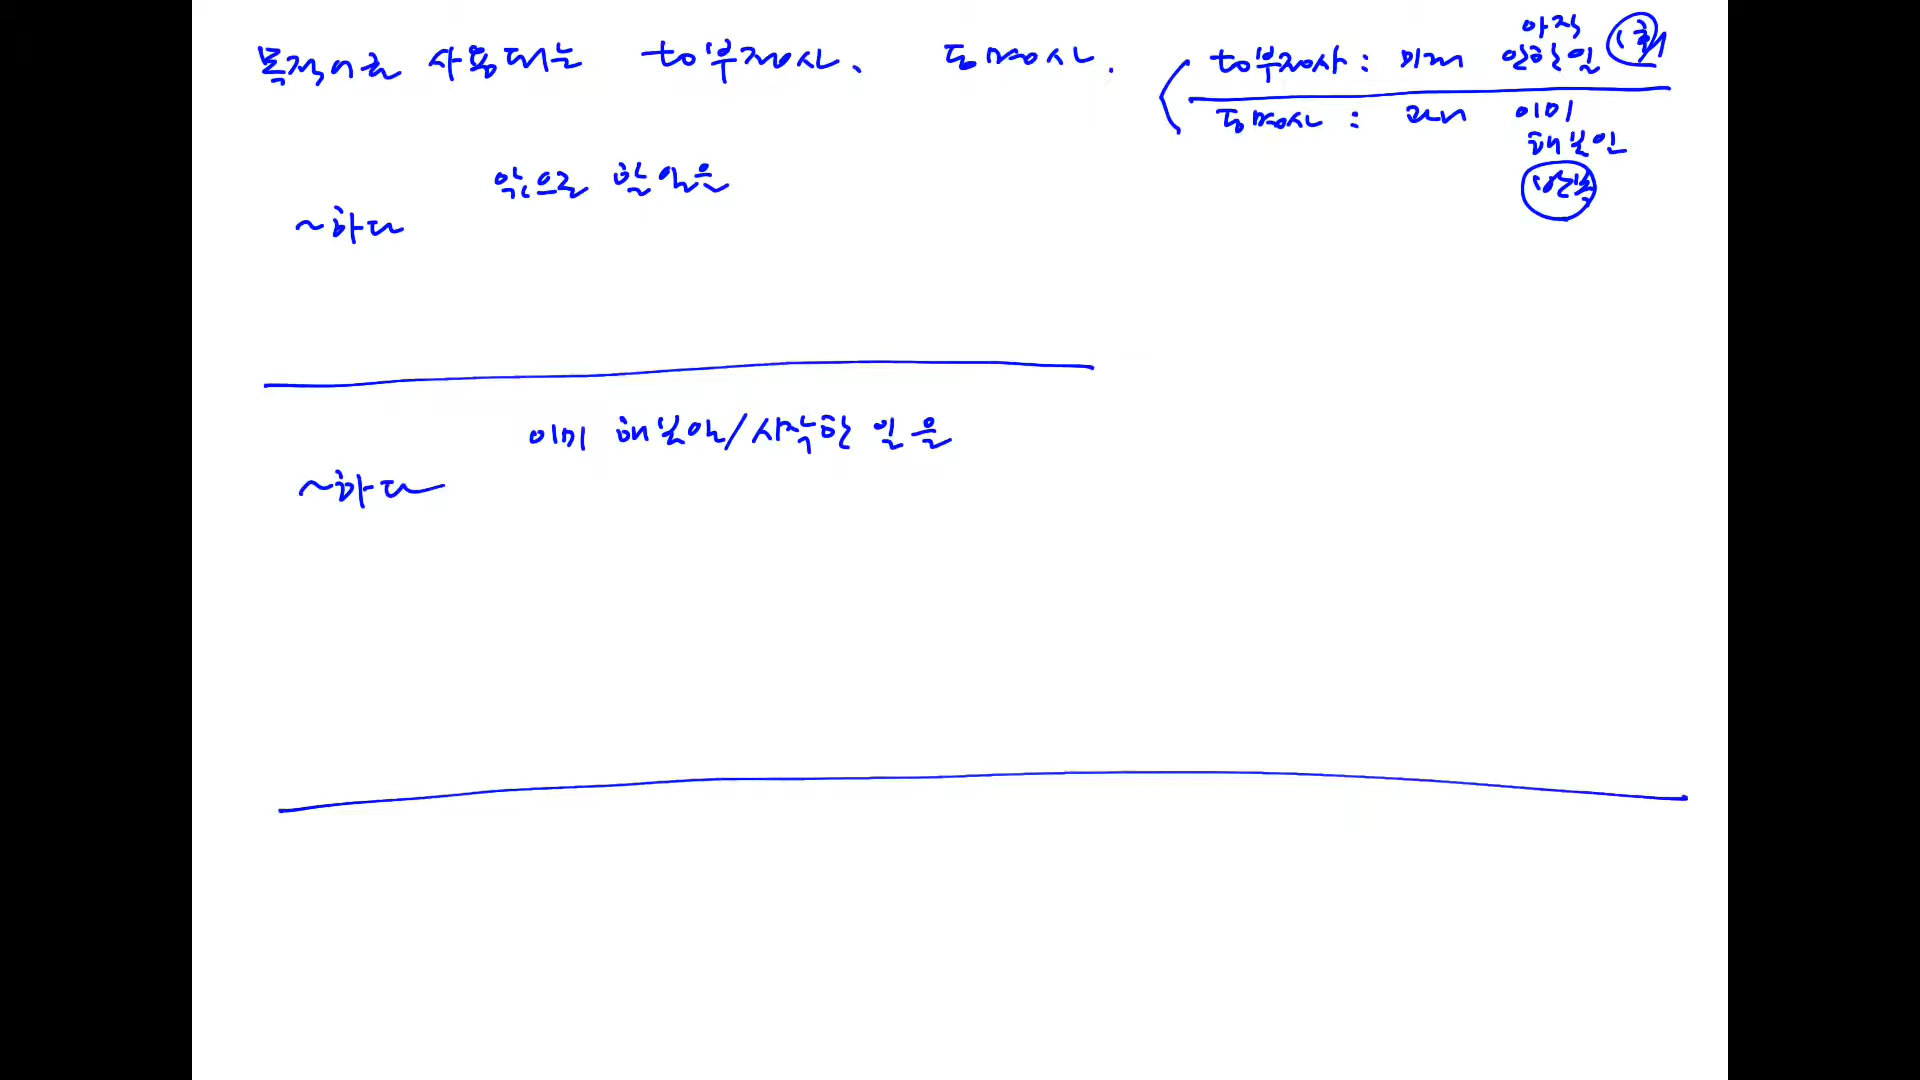 목적어로 사용되는 to부정사, 동명사.
to부정사 : 미래 아직 안한일 1회
동명사 : 과거 이미 해본일 반복
앞으로 할일을
~하다
이미 해본일/시작한 일을
~하다